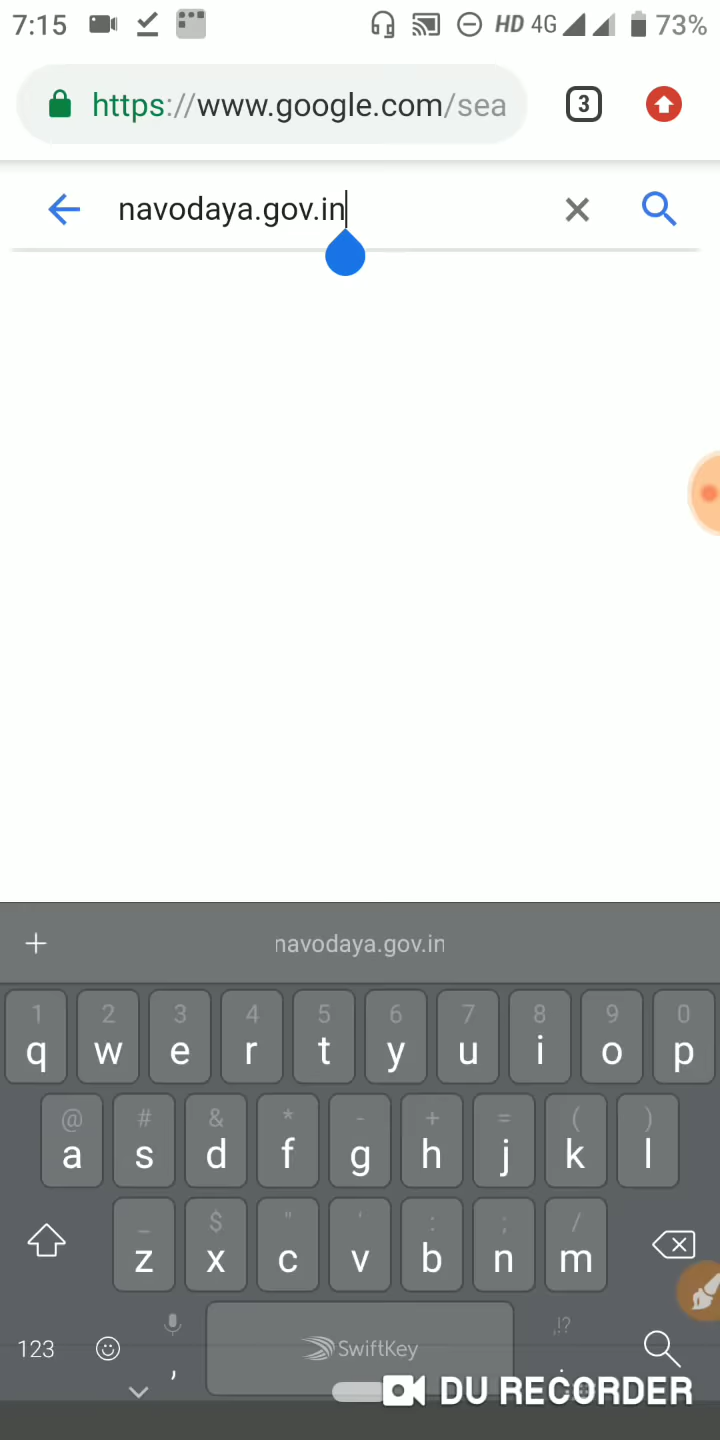 7:15 HD 4G 73%
https://www.google.com/sea 3
navodaya.gov.in
+ navodaya.gov.in
1 2 3 4 5 6 7 8 9 0
q w e r t y u i o p
@ # & * - + = ( )
a s d f g h j k l
_ $ " ' : ; /
z x c v b n m
,!?
123 , SwiftKey .
DU RECORDER